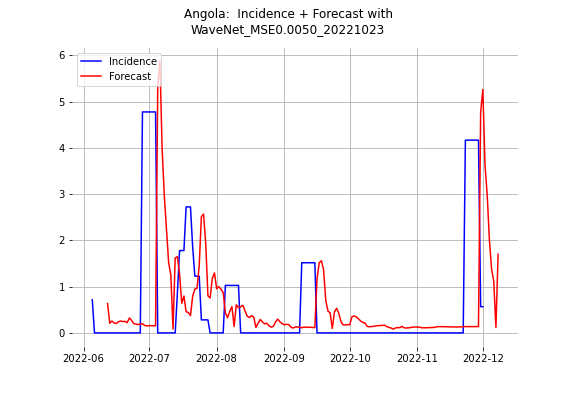 Angola:  Incidence + Forecast with
WaveNet_MSE0.0050_20221023
Incidence
Forecast
6
5
4
3
2
1
0
2022-06 2022-07 2022-08 2022-09 2022-10 2022-11 2022-12